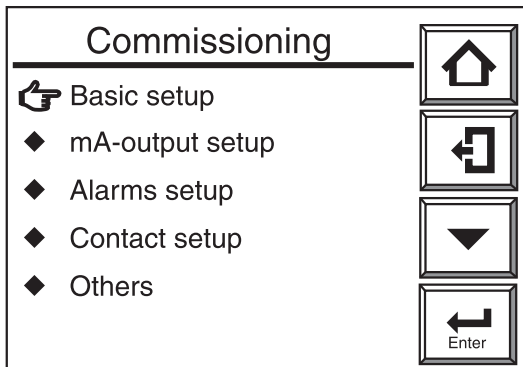 Commissioning
Basic setup
mA-output setup
Alarms setup
Contact setup
Others
Enter